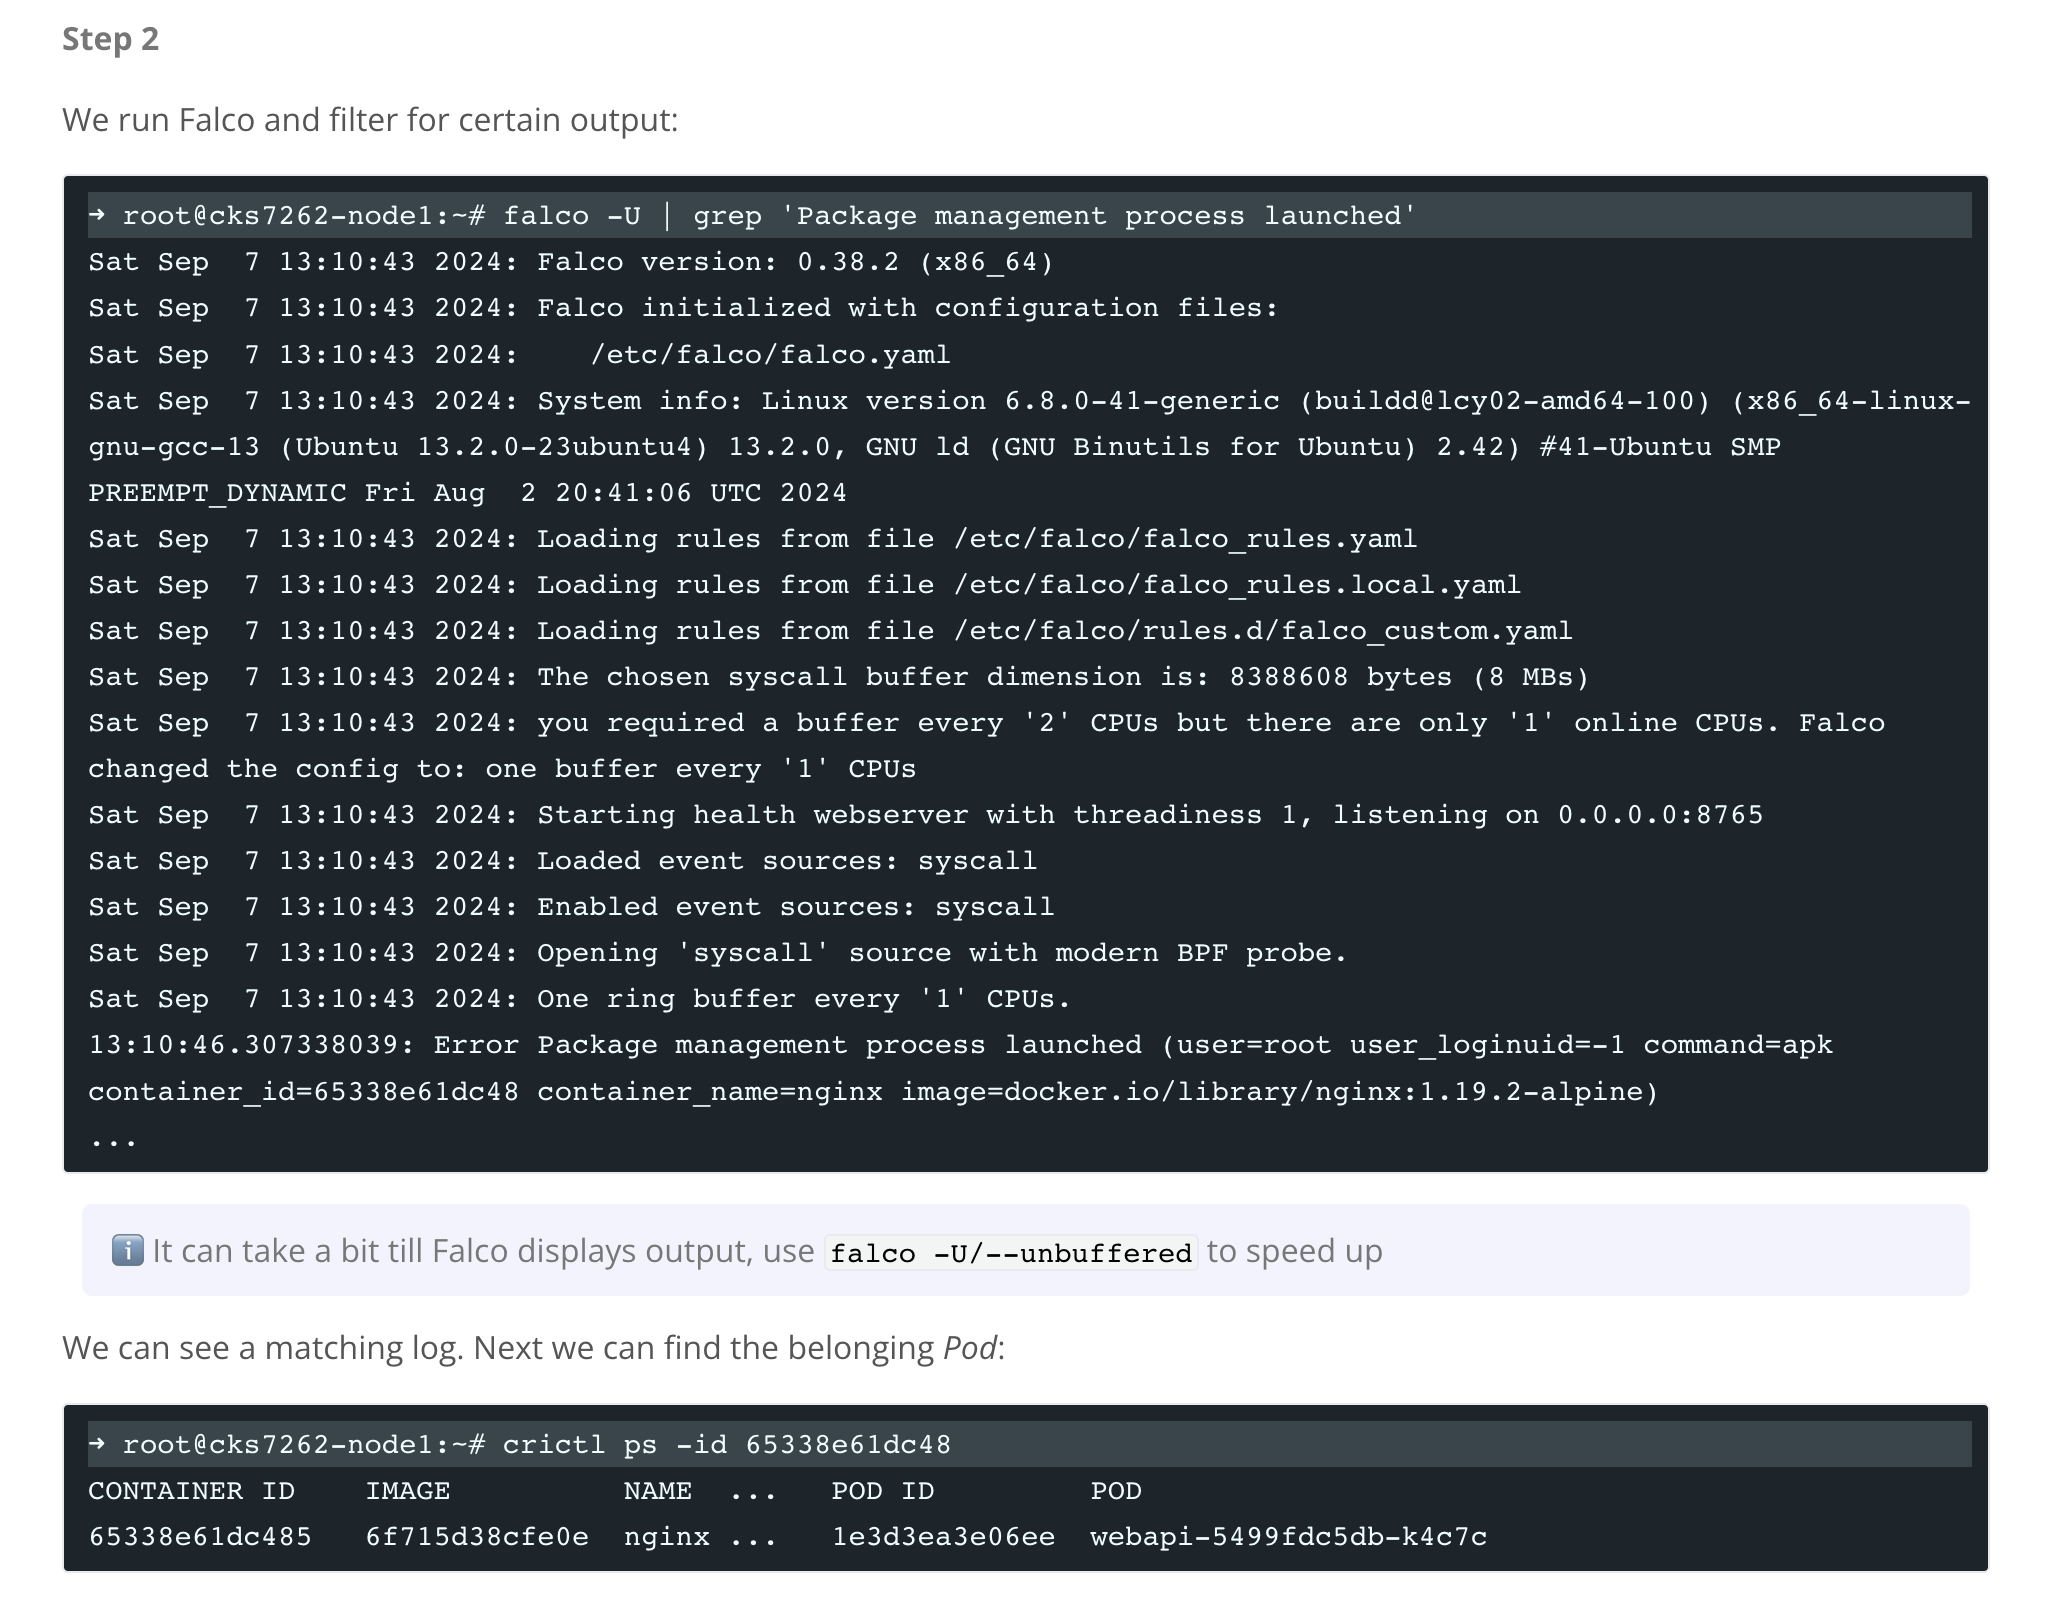 Step 2
We run Falco and filter for certain output:
➜ root@cks7262-node1:~# falco -U | grep 'Package management process launched'
Sat Sep  7 13:10:43 2024: Falco version: 0.38.2 (x86_64)
Sat Sep  7 13:10:43 2024: Falco initialized with configuration files:
Sat Sep  7 13:10:43 2024:    /etc/falco/falco.yaml
Sat Sep  7 13:10:43 2024: System info: Linux version 6.8.0-41-generic (buildd@lcy02-amd64-100) (x86_64-linux-
gnu-gcc-13 (Ubuntu 13.2.0-23ubuntu4) 13.2.0, GNU ld (GNU Binutils for Ubuntu) 2.42) #41-Ubuntu SMP
PREEMPT_DYNAMIC Fri Aug  2 20:41:06 UTC 2024
Sat Sep  7 13:10:43 2024: Loading rules from file /etc/falco/falco_rules.yaml
Sat Sep  7 13:10:43 2024: Loading rules from file /etc/falco/falco_rules.local.yaml
Sat Sep  7 13:10:43 2024: Loading rules from file /etc/falco/rules.d/falco_custom.yaml
Sat Sep  7 13:10:43 2024: The chosen syscall buffer dimension is: 8388608 bytes (8 MBs)
Sat Sep  7 13:10:43 2024: you required a buffer every '2' CPUs but there are only '1' online CPUs. Falco
changed the config to: one buffer every '1' CPUs
Sat Sep  7 13:10:43 2024: Starting health webserver with threadiness 1, listening on 0.0.0.0:8765
Sat Sep  7 13:10:43 2024: Loaded event sources: syscall
Sat Sep  7 13:10:43 2024: Enabled event sources: syscall
Sat Sep  7 13:10:43 2024: Opening 'syscall' source with modern BPF probe.
Sat Sep  7 13:10:43 2024: One ring buffer every '1' CPUs.
13:10:46.307338039: Error Package management process launched (user=root user_loginuid=-1 command=apk
container_id=65338e61dc48 container_name=nginx image=docker.io/library/nginx:1.19.2-alpine)
...
ℹ️ It can take a bit till Falco displays output, use falco -U/--unbuffered to speed up
We can see a matching log. Next we can find the belonging Pod:
➜ root@cks7262-node1:~# crictl ps -id 65338e61dc48
CONTAINER ID    IMAGE          NAME  ...   POD ID         POD
65338e61dc485   6f715d38cfe0e  nginx ...   1e3d3ea3e06ee  webapi-5499fdc5db-k4c7c